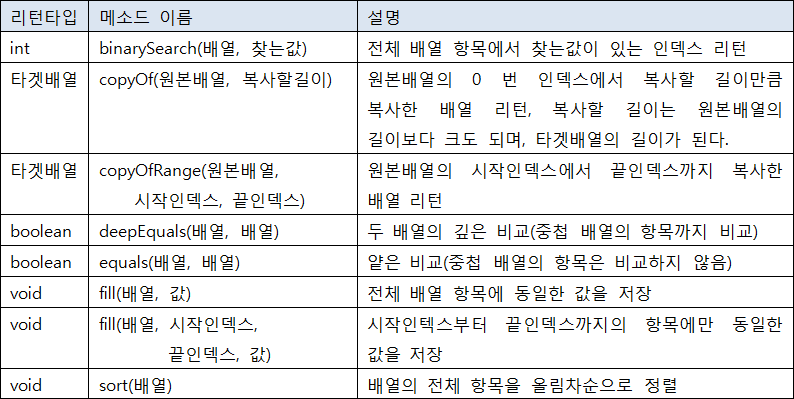 리턴타입 메소드 이름 설명
int binarySearch(배열, 찾는값) 전체 배열 항목에서 찾는값이 있는 인덱스 리턴
타겟배열 copyOf(원본배열, 복사할길이) 원본배열의 0 번 인덱스에서 복사할 길이만큼
복사한 배열 리턴, 복사할 길이는 원본배열의
길이보다 크도 되며, 타겟배열의 길이가 된다.
타겟배열 copyOfRange(원본배열, 원본배열의 시작인덱스에서 끝인덱스까지 복사한
시작인덱스, 끝인덱스) 배열 리턴
boolean deepEquals(배열, 배열) 두 배열의 깊은 비교(중첩 배열의 항목까지 비교)
boolean equals(배열, 배열) 얕은 비교(중첩 배열의 항목은 비교하지 않음)
void fill(배열, 값) 전체 배열 항목에 동일한 값을 저장
void fill(배열, 시작인덱스, 시작인텍스부터 끝인덱스까지의 항목에만 동일한
끝인덱스, 값) 값을 저장
void sort(배열) 배열의 전체 항목을 올림차순으로 정렬